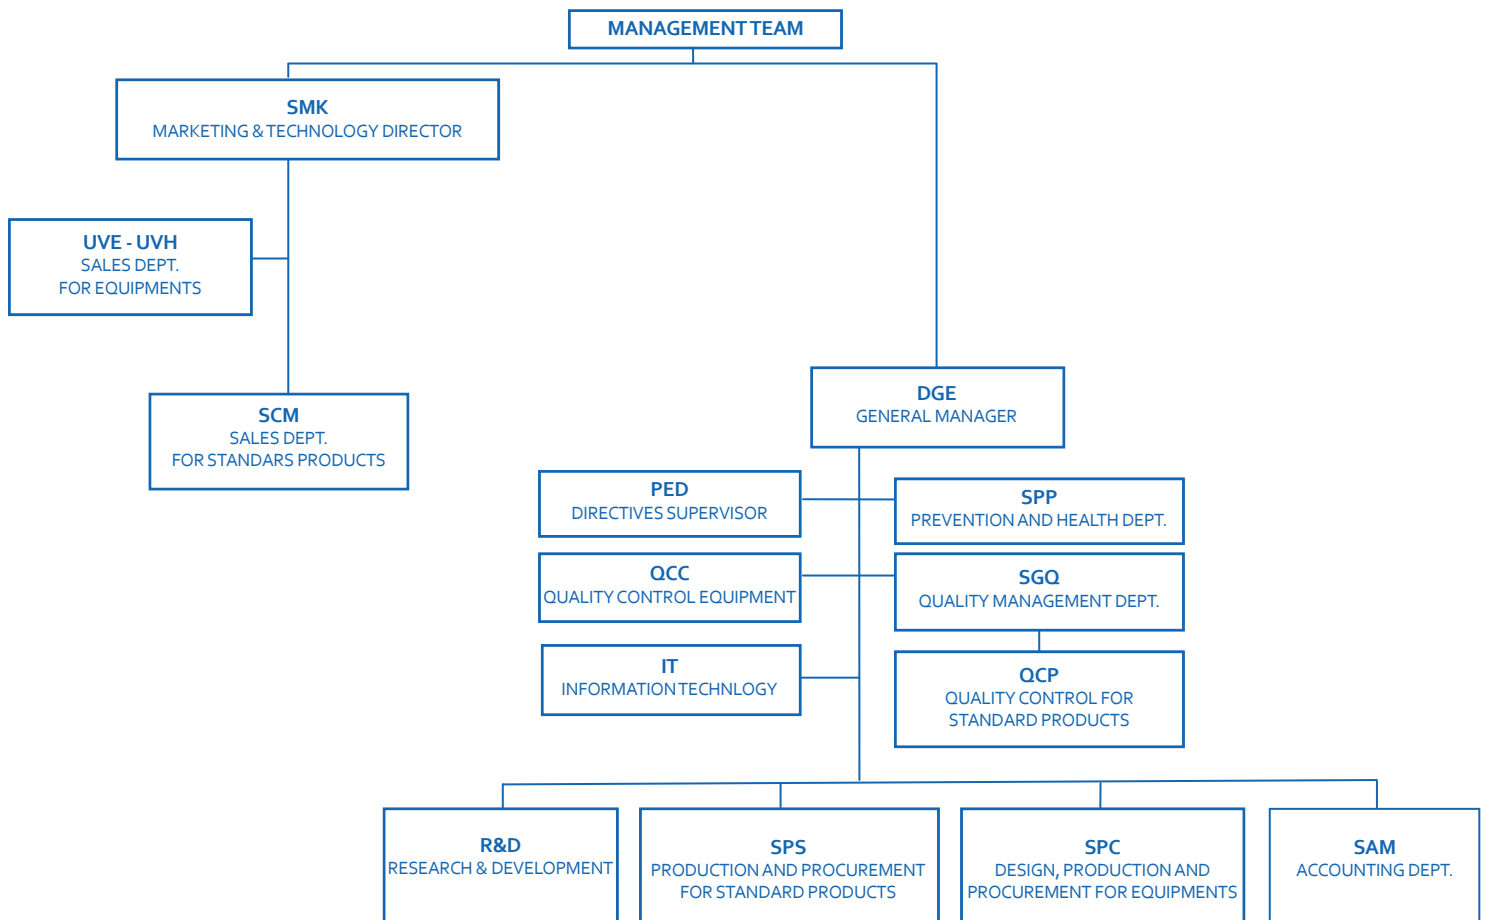 MANAGEMENT TEAM
SMK
MARKETING & TECHNOLOGY DIRECTOR
UVE - UVH
SALES DEPT.
FOR EQUIPMENTS
SCM
SALES DEPT.
FOR STANDARS PRODUCTS
DGE
GENERAL MANAGER
PED
DIRECTIVES SUPERVISOR
SPP
PREVENTION AND HEALTH DEPT.
QCC
QUALITY CONTROL EQUIPMENT
SGQ
QUALITY MANAGEMENT DEPT.
IT
INFORMATION TECHNLOGY
QCP
QUALITY CONTROL FOR
STANDARD PRODUCTS
R&D
RESEARCH & DEVELOPMENT
SPS
PRODUCTION AND PROCUREMENT
FOR STANDARD PRODUCTS
SPC
DESIGN, PRODUCTION AND
PROCUREMENT FOR EQUIPMENTS
SAM
ACCOUNTING DEPT.